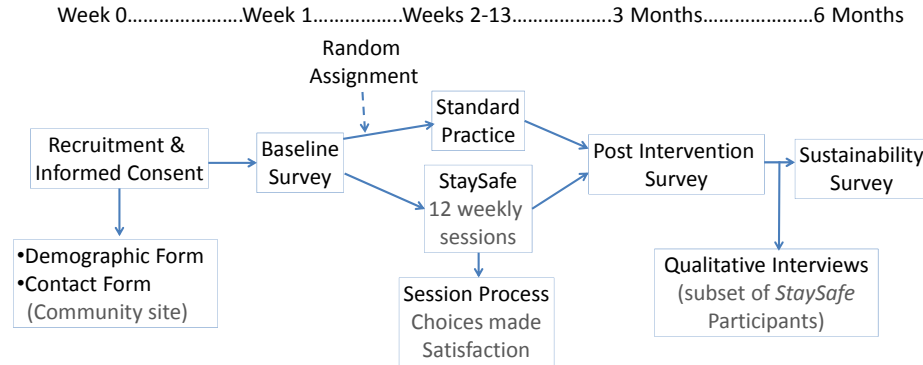 Week 0......................Week 1................Weeks 2-13....................3 Months..................6 Months
Random
Assignment
Recruitment &
Informed Consent
•Demographic Form
•Contact Form
(Community site)
Baseline
Survey
Standard
Practice
StaySafe
12 weekly
sessions
Session Process
Choices made
Satisfaction
Post Intervention
Survey
Qualitative Interviews
(subset of StaySafe
Participants)
Sustainability
Survey